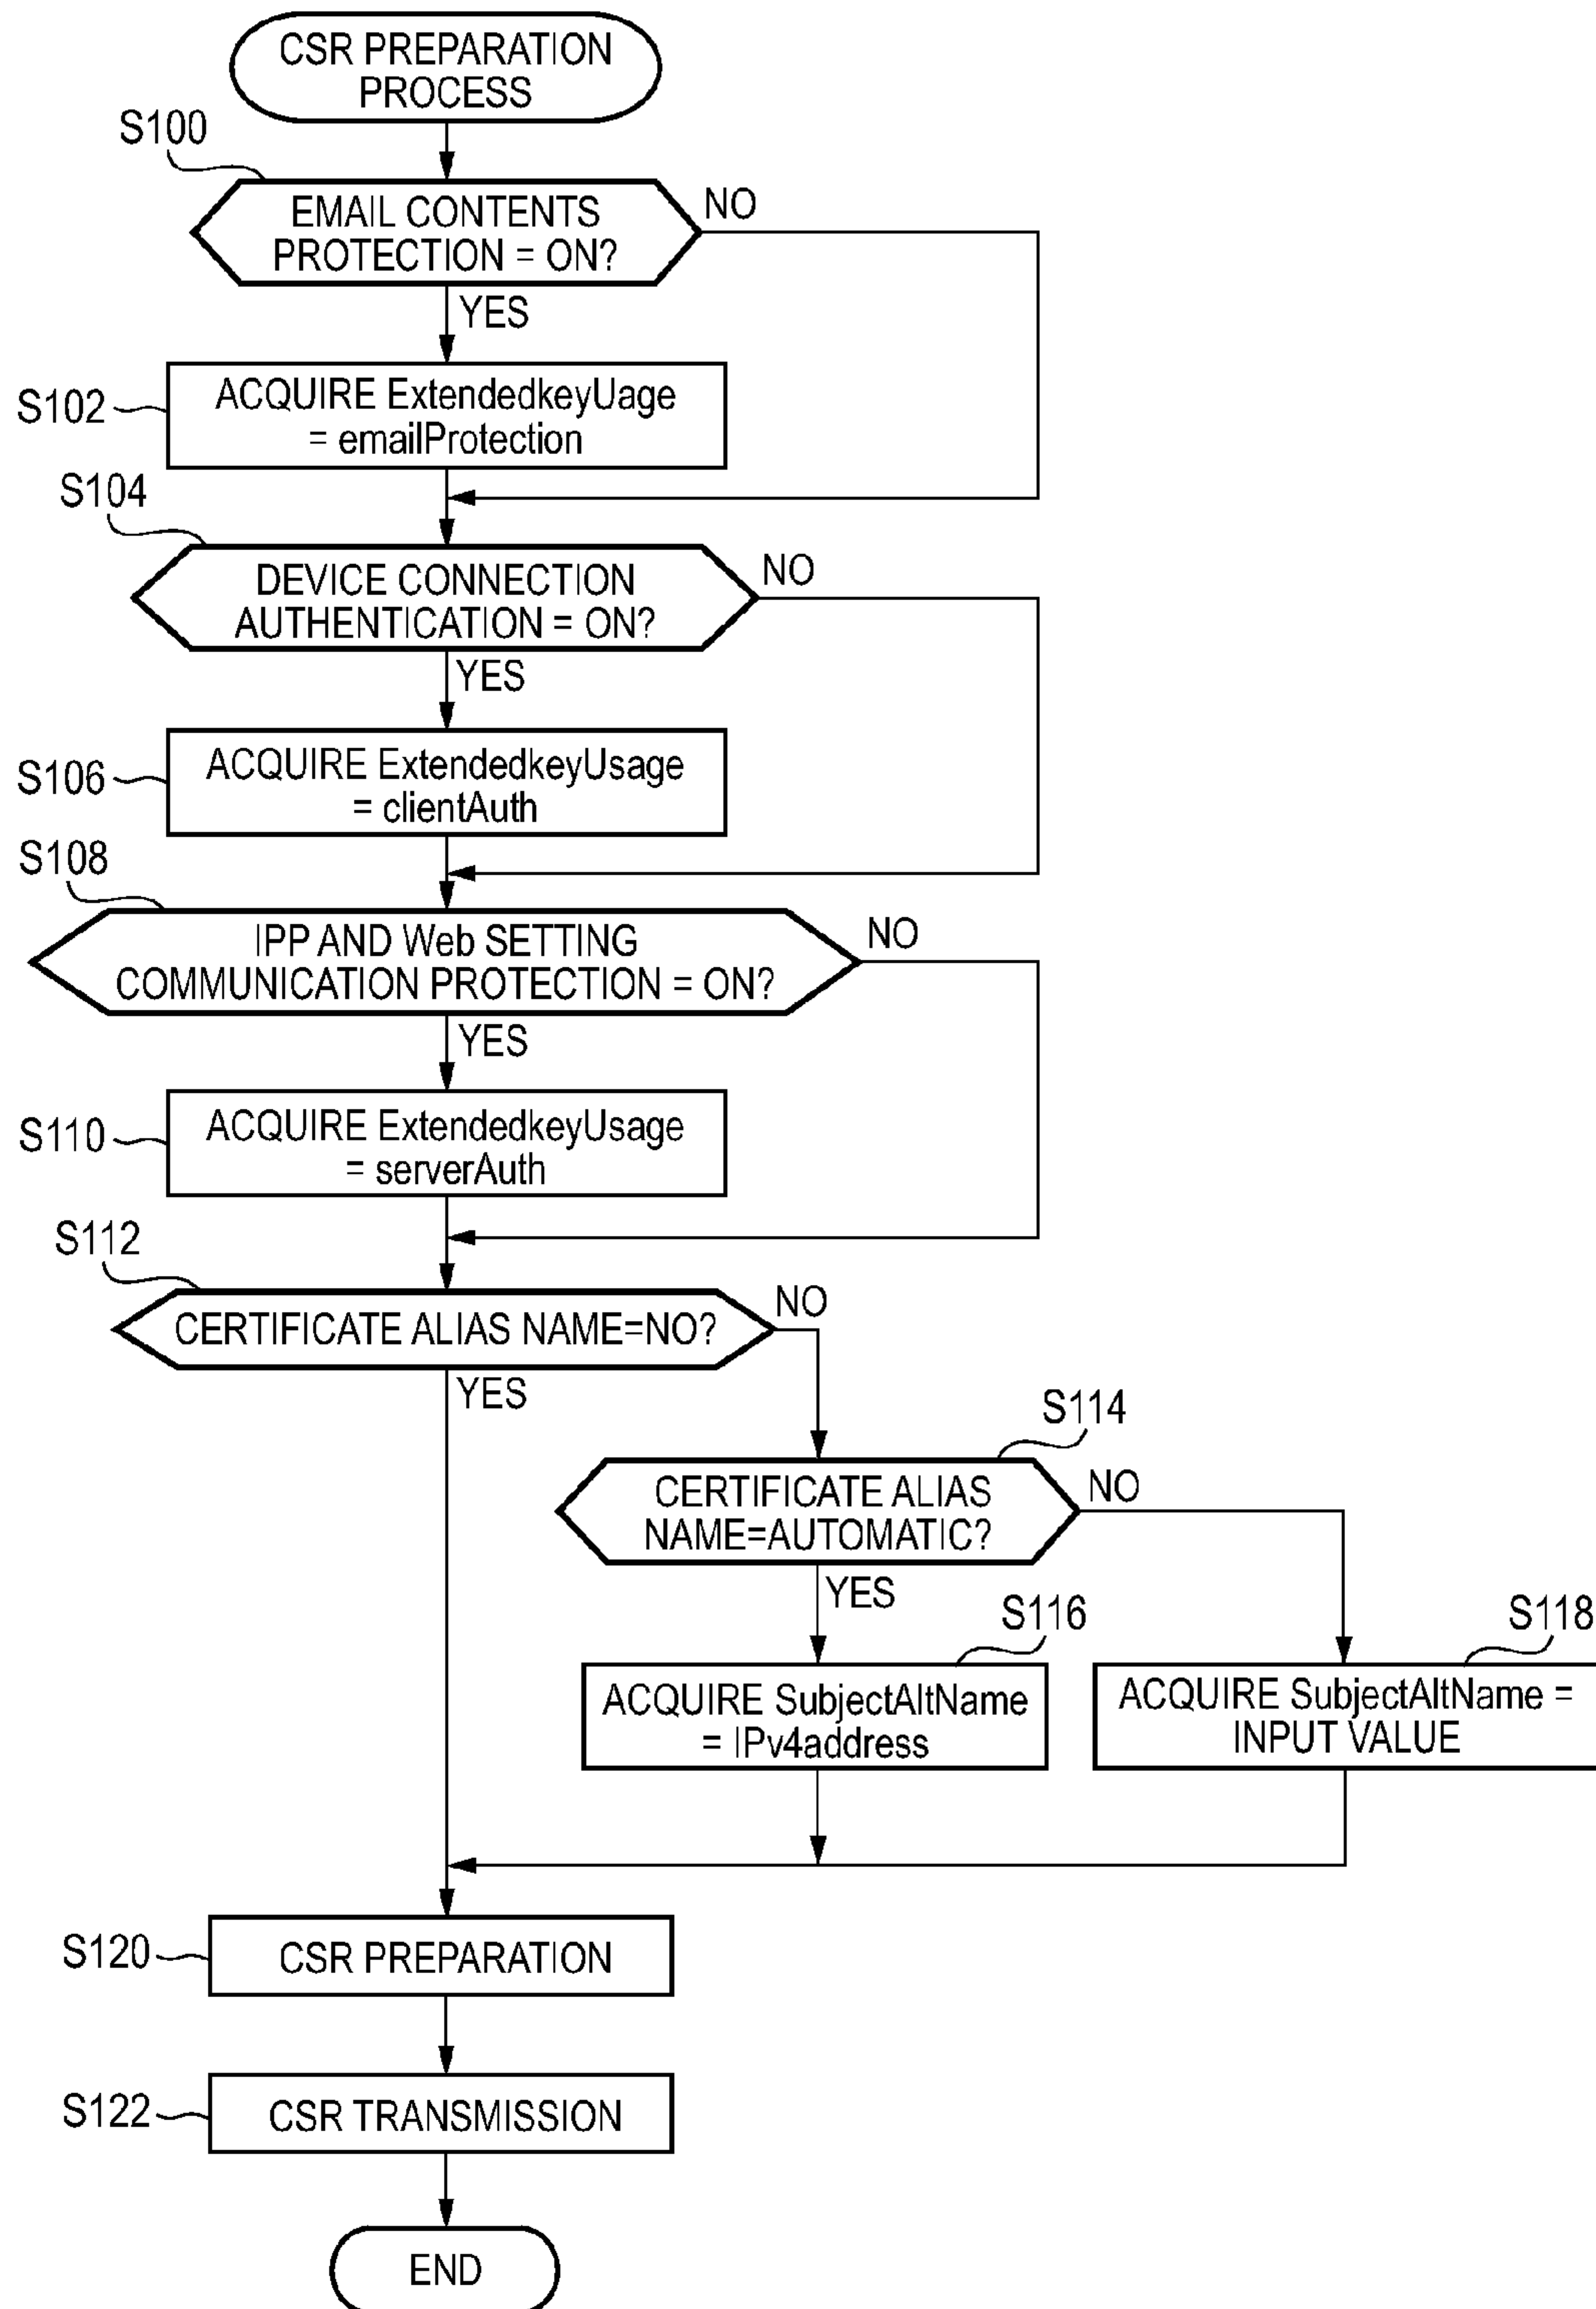 CSR PREPARATION
PROCESS
S100
EMAIL CONTENTS
PROTECTION = ON?
NO
YES
S102
ACQUIRE ExtendedkeyUage
= emailProtection
S104
DEVICE CONNECTION
AUTHENTICATION = ON?
NO
YES
S106
ACQUIRE ExtendedkeyUsage
= clientAuth
S108
IPP AND Web SETTING
COMMUNICATION PROTECTION = ON?
NO
YES
S110
ACQUIRE ExtendedkeyUsage
= serverAuth
S112
CERTIFICATE ALIAS NAME=NO?
NO
YES
S114
CERTIFICATE ALIAS
NAME=AUTOMATIC?
NO
YES
S116
ACQUIRE SubjectAltName
= IPv4address
S118
ACQUIRE SubjectAltName =
INPUT VALUE
S120
CSR PREPARATION
S122
CSR TRANSMISSION
END